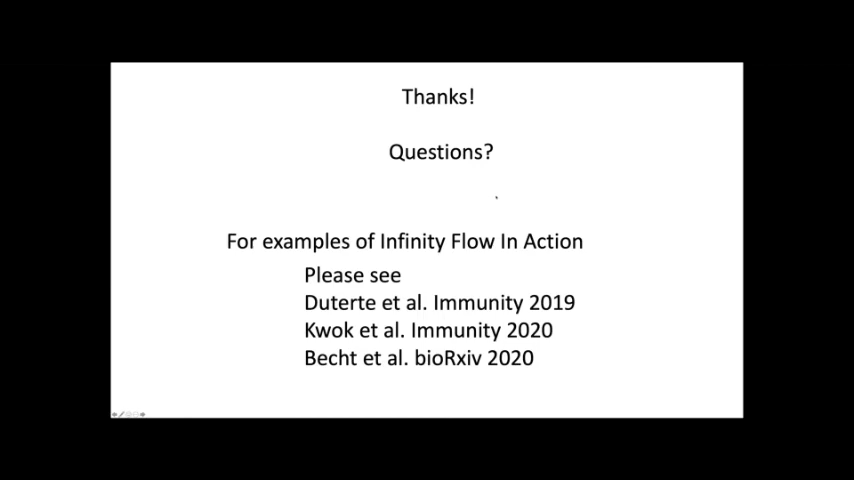 Thanks!
Questions?
For examples of Infinity Flow In Action
Please see
Duterte et al. Immunity 2019
Kwok et al. Immunity 2020
Becht et al. bioRxiv 2020